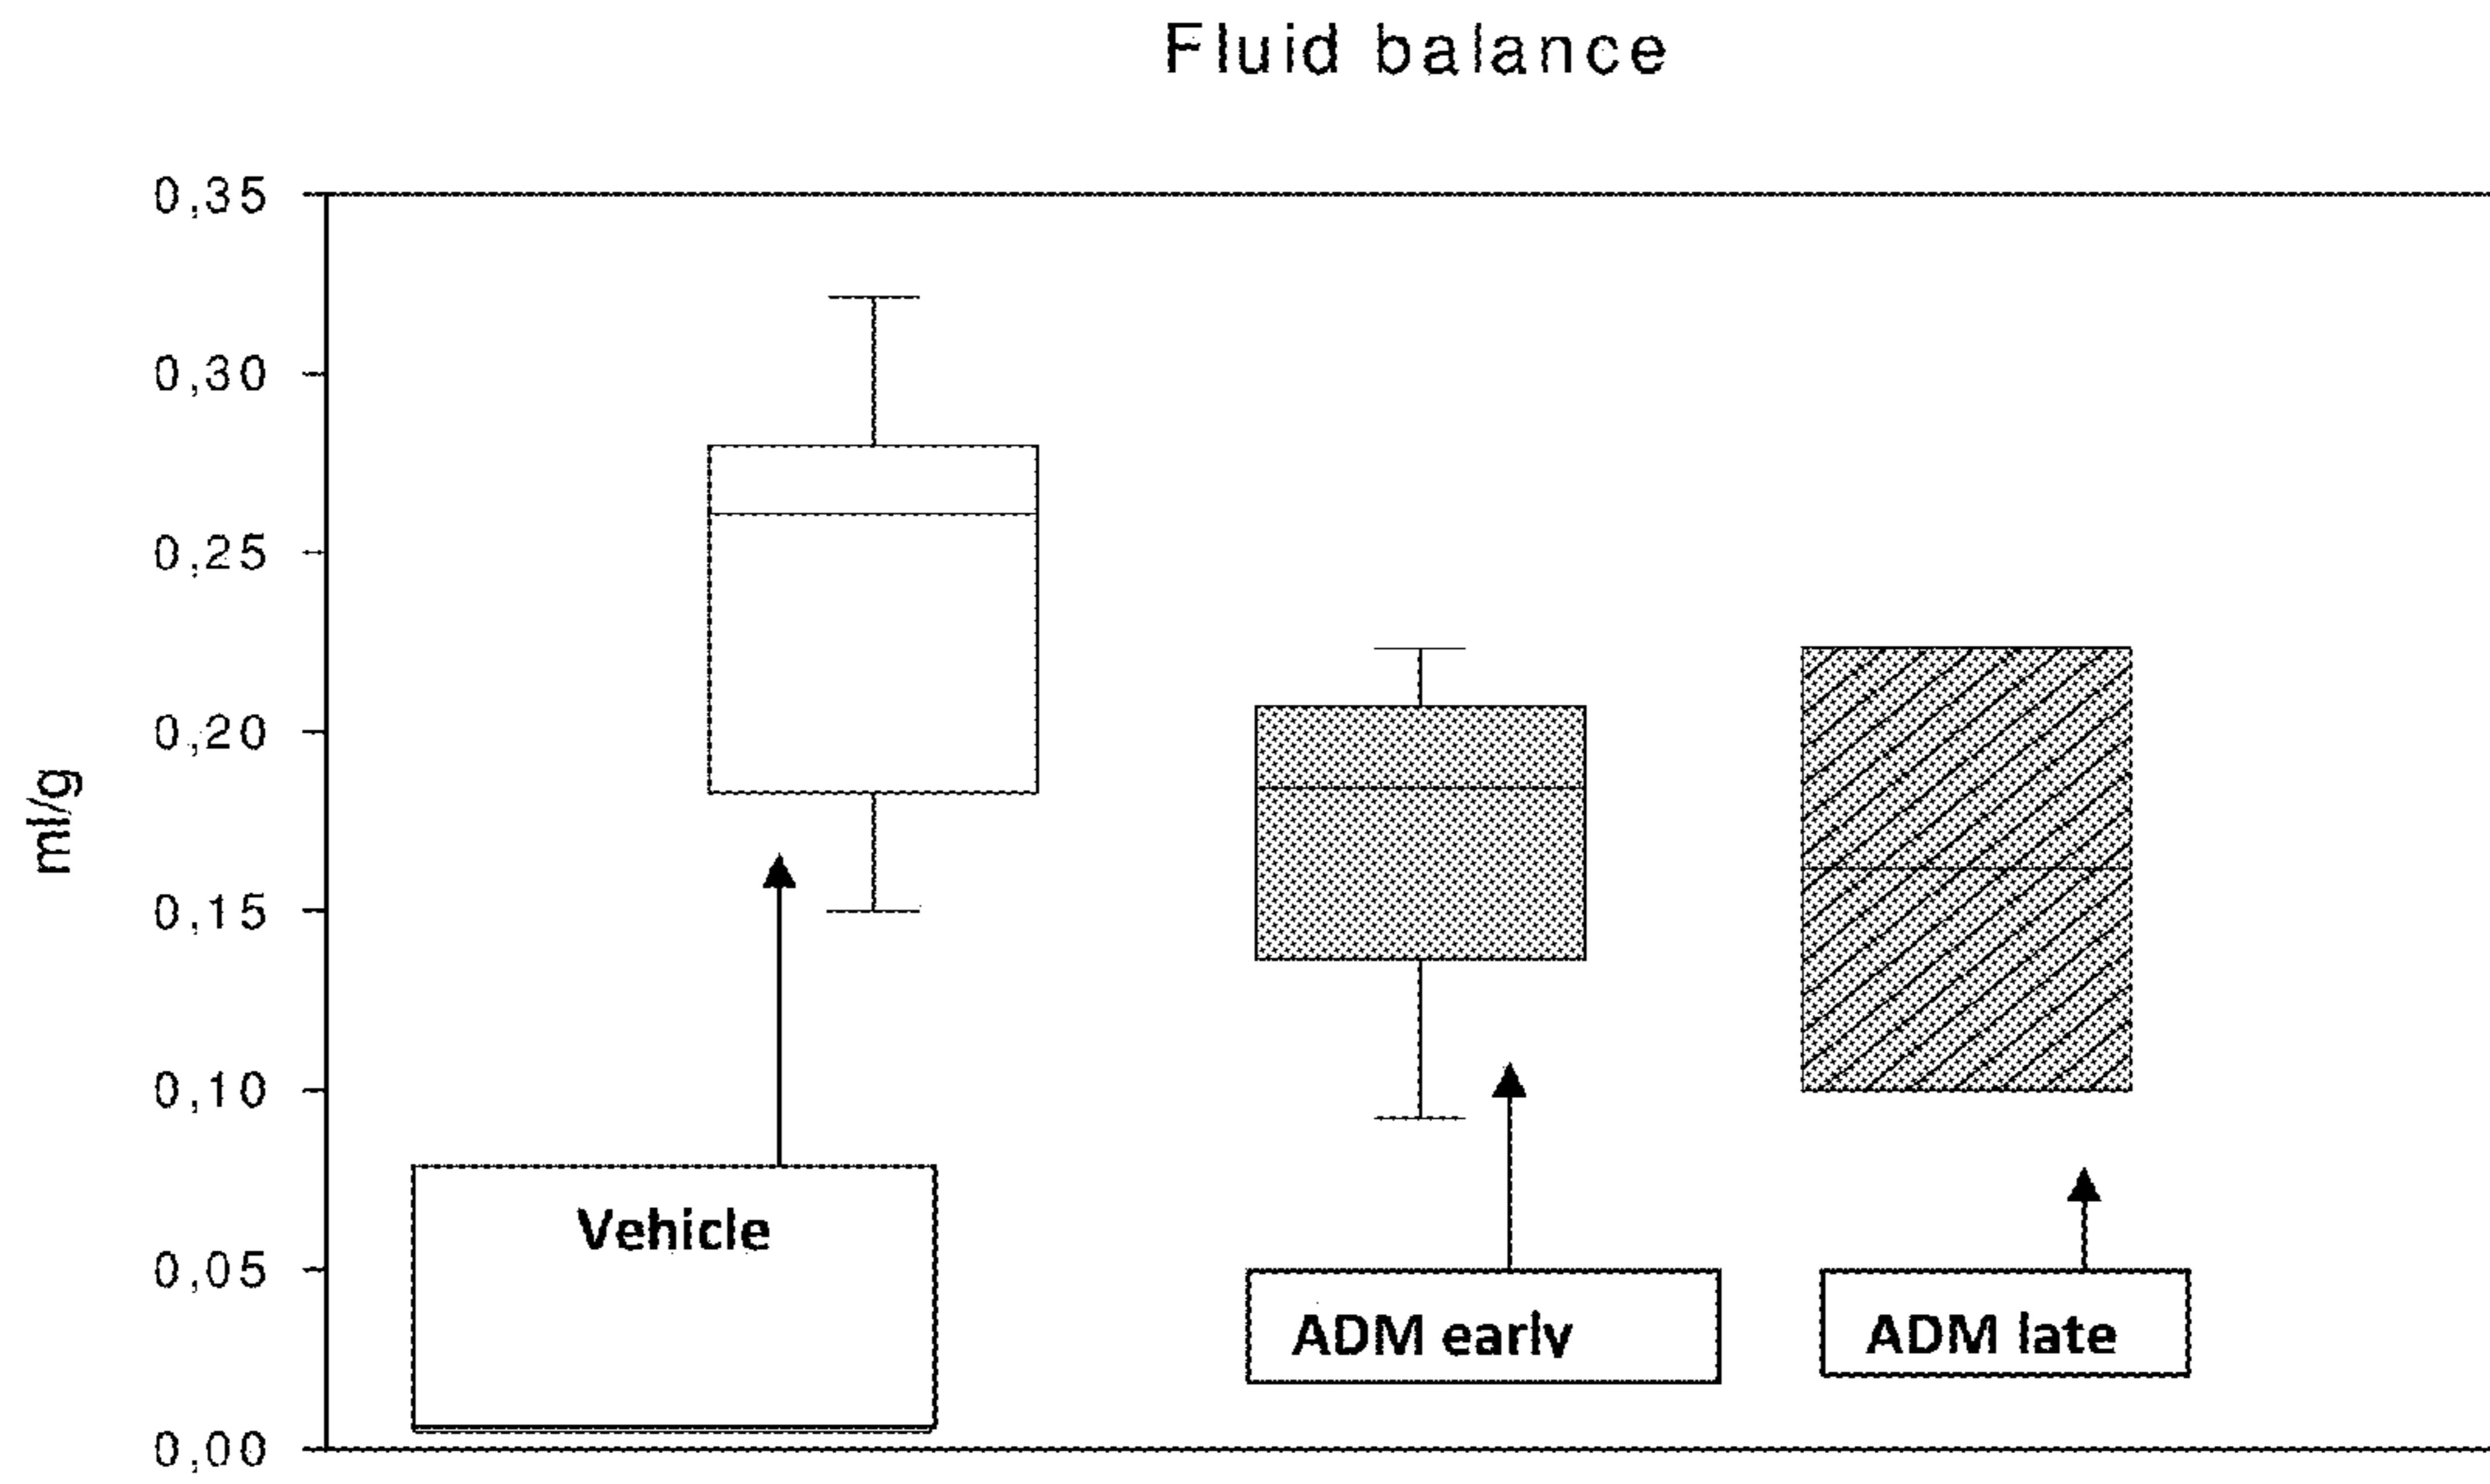 Fluid balance
0,35
0,30
0,25
0,20
0,15
0,10
0,05
0,00
ml/g
Vehicle
ADM early
ADM late